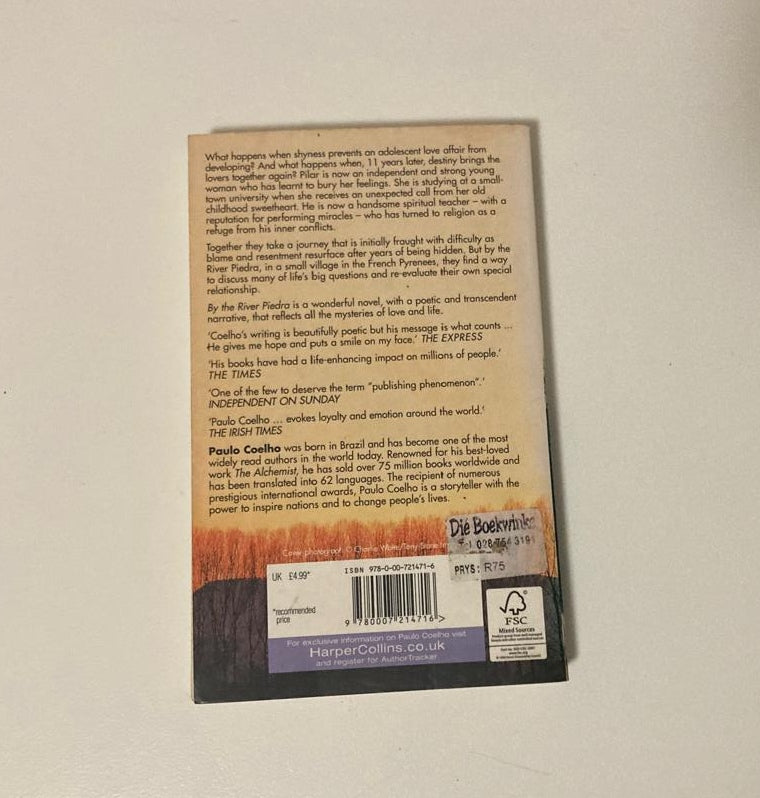 What happens when shyness prevents an adolescent love affair from
developing? And what happens when, 11 years later, destiny brings the
lovers together again? Pilar is now an independent and strong young
woman who has learnt to bury her feelings. She is studying at a small-
town university when she receives an unexpected call from her old
childhood sweetheart. He is now a handsome spiritual teacher – with a
reputation for performing miracles – who has turned to religion as a
refuge from his inner conflicts.
Together they take a journey that is initially fraught with difficulty as
blame and resentment resurface after years of being hidden. But by the
River Piedra, in a small village in the French Pyrenees, they find a way
to discuss many of life's big questions and re-evaluate their own special
relationship.
By the River Piedra is a wonderful novel, with a poetic and transcendent
narrative, that reflects all the mysteries of love and life.
'Coelho's writing is beautifully poetic but his message is what counts ...
He gives me hope and puts a smile on my face.' THE EXPRESS
'His books have had a life-enhancing impact on millions of people.'
THE TIMES
'One of the few to deserve the term "publishing phenomenon".'
INDEPENDENT ON SUNDAY
'Paulo Coelho ... evokes loyalty and emotion around the world.'
THE IRISH TIMES
Paulo Coelho was born in Brazil and has become one of the most
widely read authors in the world today. Renowned for his best-loved
work The Alchemist, he has sold over 75 million books worldwide and
has been translated into 62 languages. The recipient of numerous
prestigious international awards, Paulo Coelho is a storyteller with the
power to inspire nations and to change people's lives.
Cover photograph ©
Dié Boekwinkel
028 754 3191
PRYS: R75
UK £4.99*
*recommended
price
ISBN 978-0-00-721471-6
9 780007 214716 >
For exclusive information on Paulo Coelho visit
HarperCollins.co.uk
and register for AuthorTracker
FSC
Mixed Sources